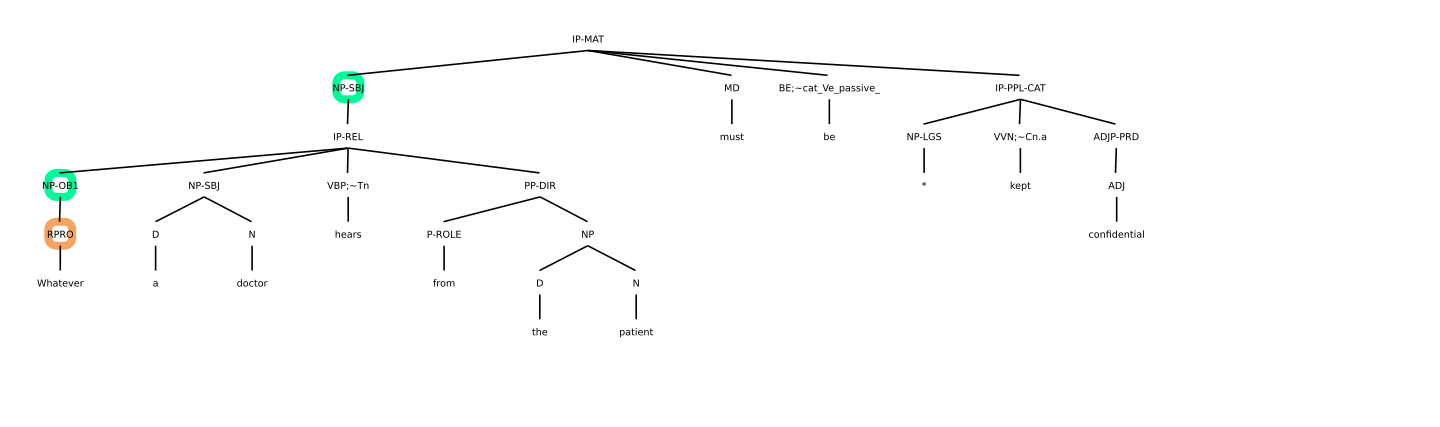 IP-MAT
NP-SBJ MD BE;~cat_Ve_passive_ IP-PPL-CAT
IP-REL must be NP-LGS VVN;~Cn.a ADJP-PRD
NP-OB1 NP-SBJ VBP;~Tn PP-DIR * kept ADJ
RPRO D N hears P-ROLE NP confidential
Whatever a doctor from D N
the patient